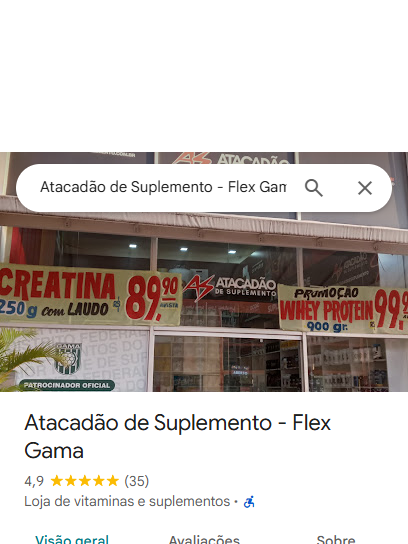 Atacadão de Suplemento - Flex Gam
ATACADÃO
CREATINA
250g com LAUDO R$ 89,90
AVISTA
AS ATACADÃO
DE SUPLEMENTO
PROMOÇÃO
WHEY PROTEIN 99,9
900 gr.
GAMA
PATROCINADOR OFICIAL
Atacadão de Suplemento - Flex
Gama
4,9 ★★★★★ (35)
Loja de vitaminas e suplementos ·
Visão geral
Avaliações
Sobre